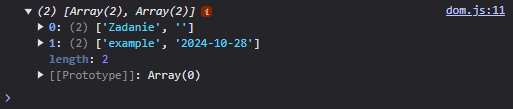 ▼ (2) [Array(2), Array(2)] i dom.js:11
▶ 0: (2) ['Zadanie', '']
▶ 1: (2) ['example', '2024-10-28']
length: 2
▶ [[Prototype]]: Array(0)
>